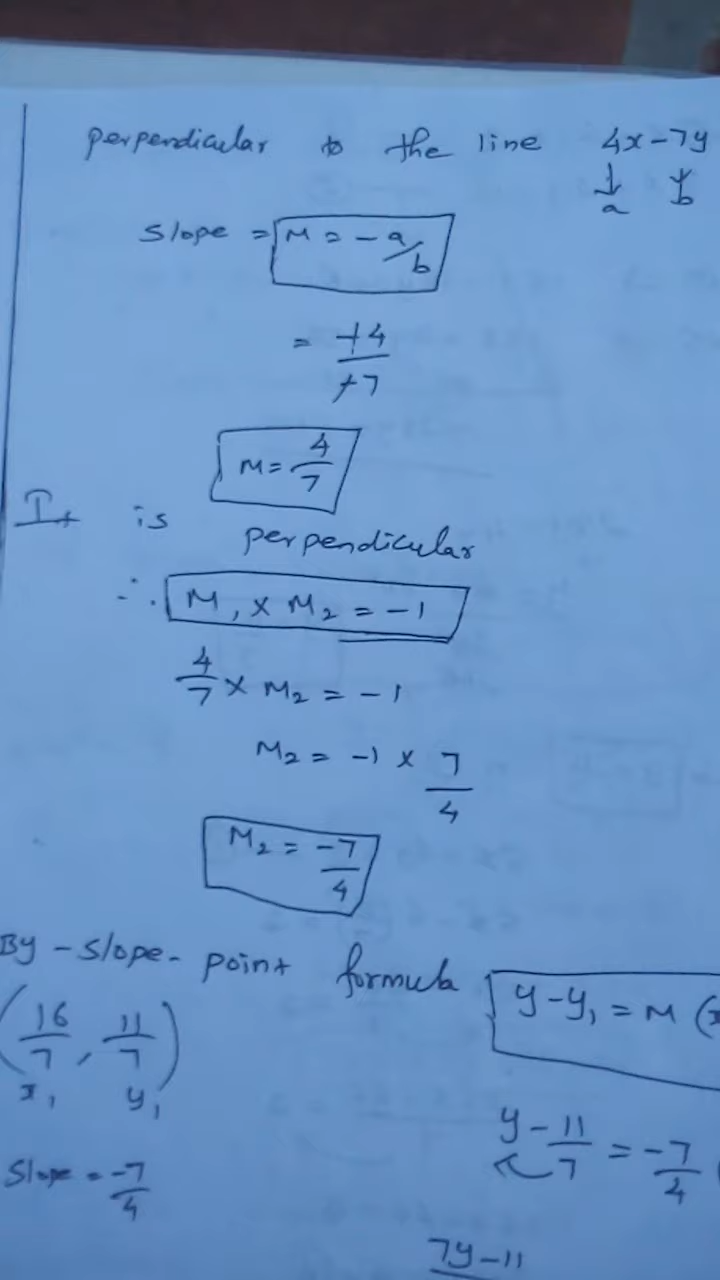 perpendicular to the line 4x-7y
a b
Slope = M = -a/b
= -4/-7
M = 4/7
It is perpendicular
∴ M₁ x M₂ = -1
4/7 x M₂ = -1
M₂ = -1 x 7/4
M₂ = -7/4
By - Slope - point formula y-y₁ = M (x
(16/7, 11/7)
x₁ y₁
y - 11/7 = -7/4 (
Slope = -7/4
7y-11